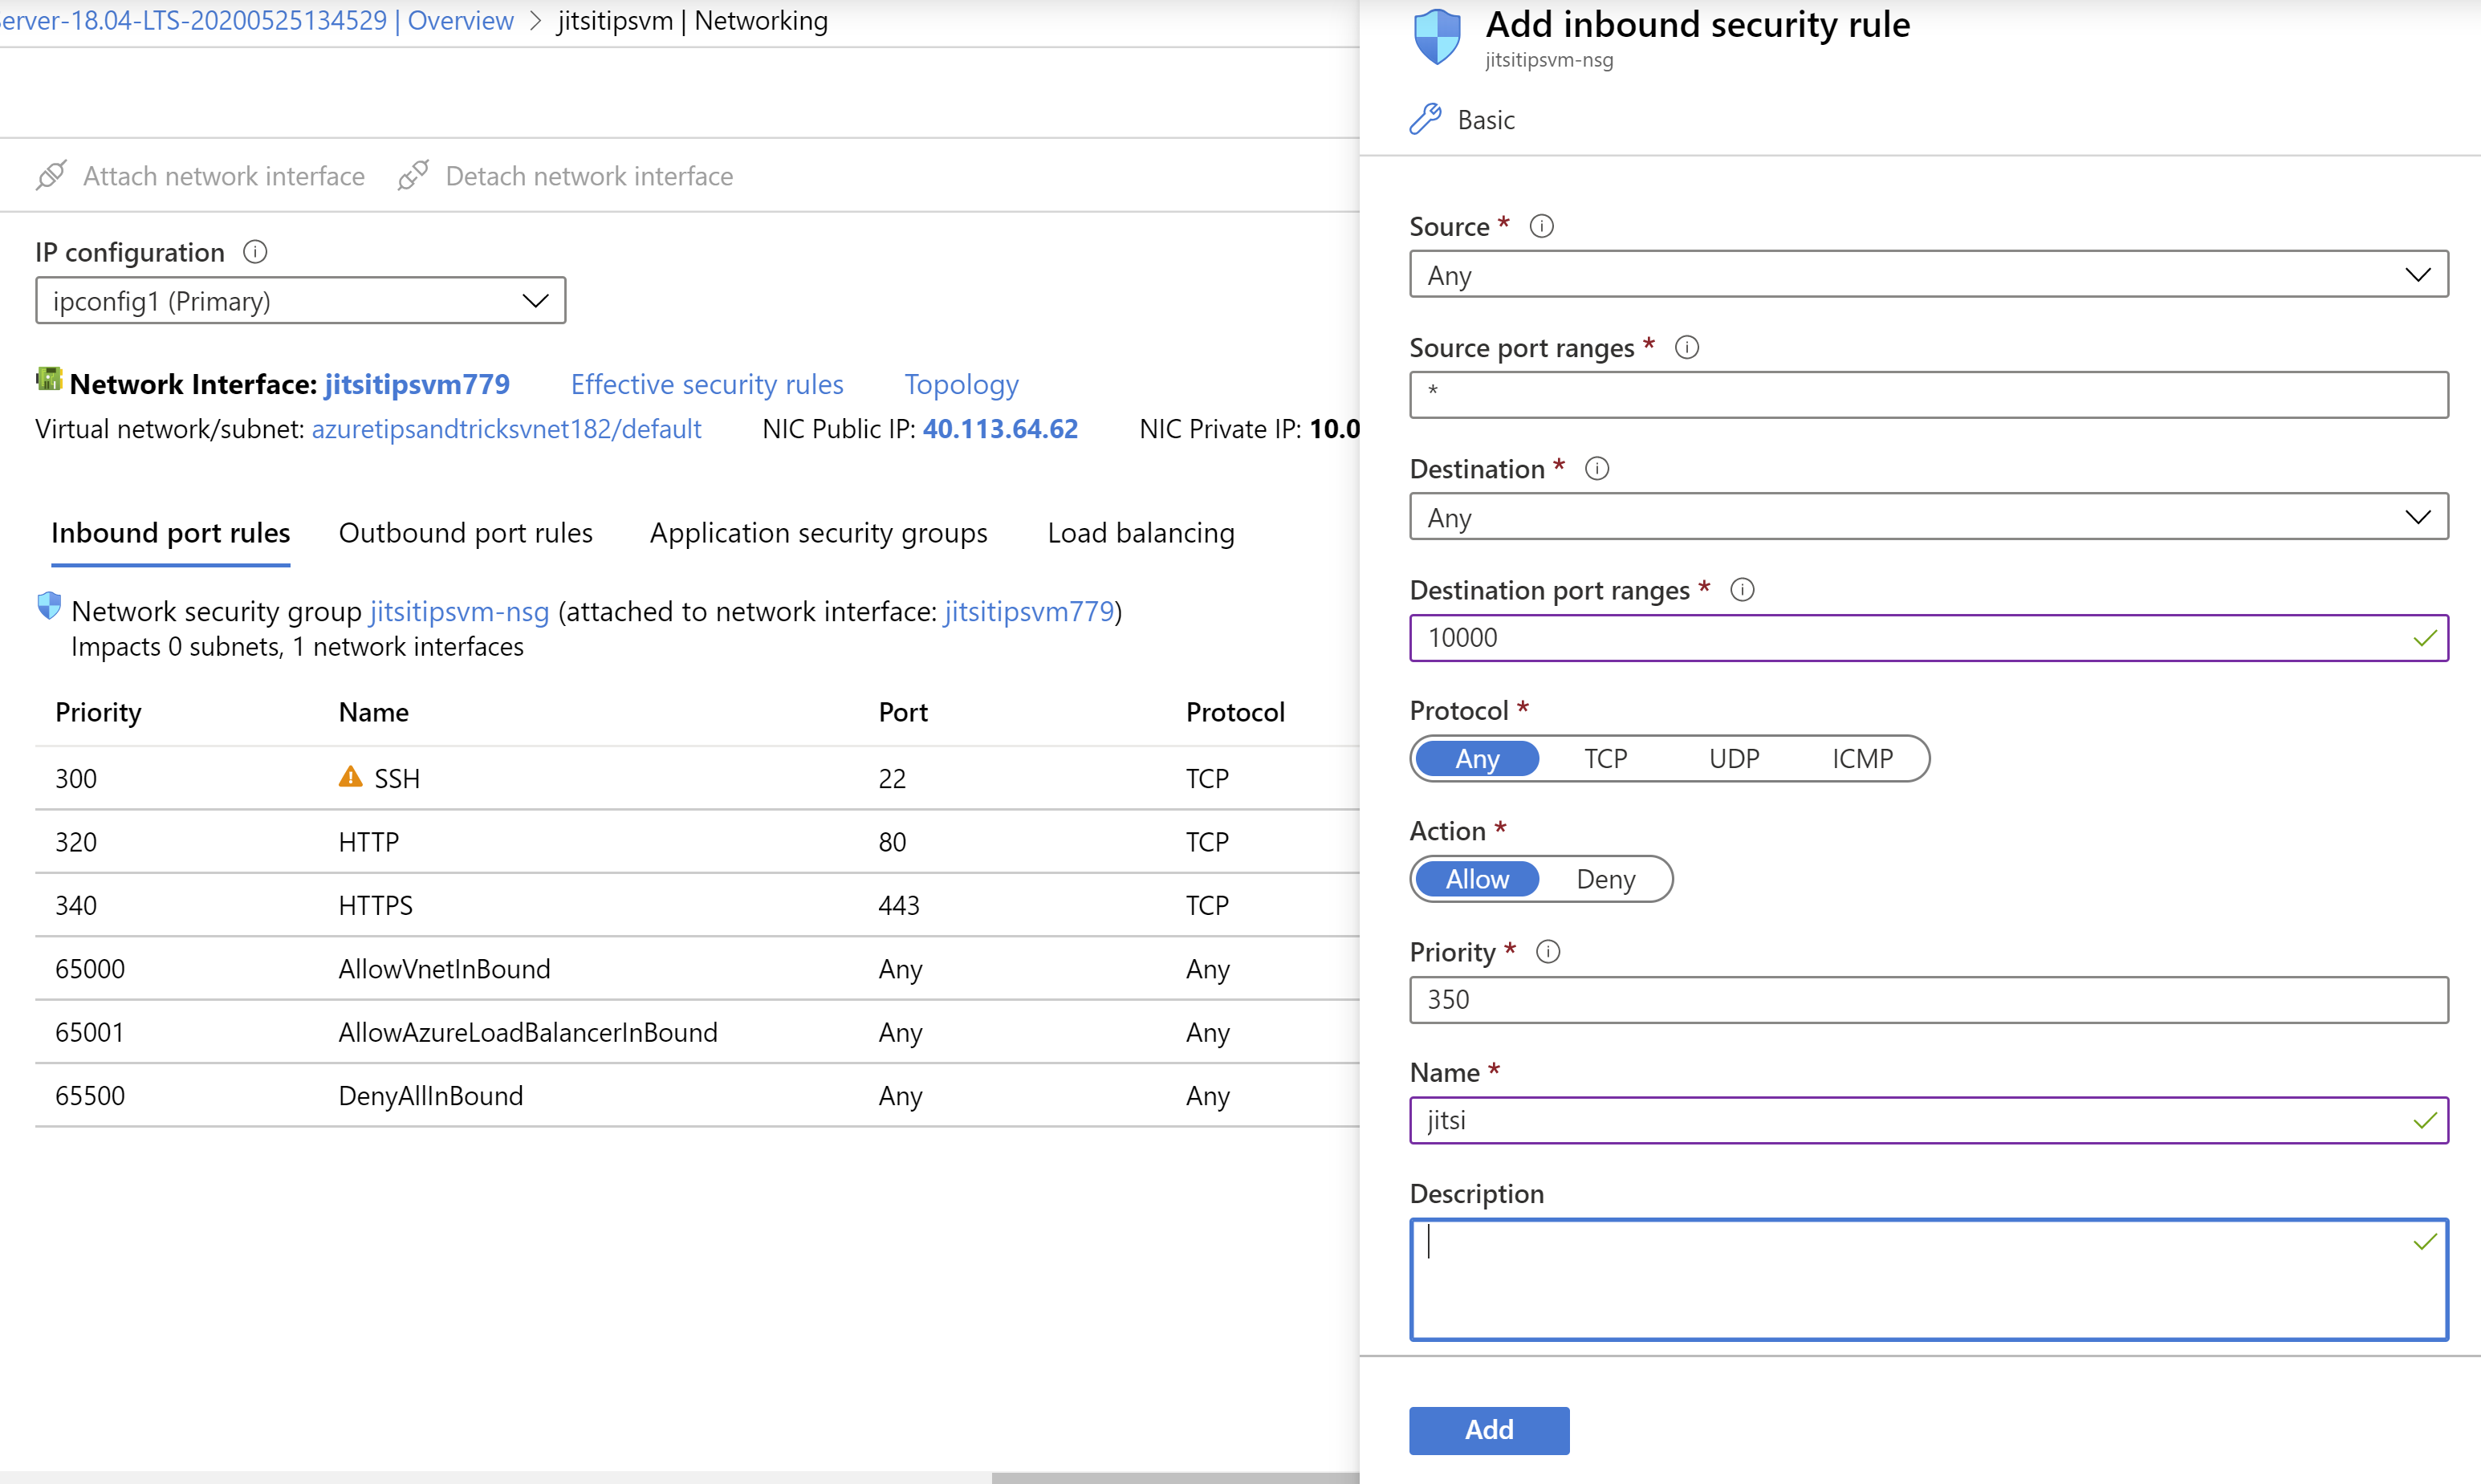 erver-18.04-LTS-20200525134529 | Overview > jitsitipsvm | Networking
Attach network interface Detach network interface
IP configuration
ipconfig1 (Primary)
Network Interface: jitsitipsvm779 Effective security rules Topology
Virtual network/subnet: azuretipsandtricksvnet182/default NIC Public IP: 40.113.64.62 NIC Private IP: 10.0
Inbound port rules Outbound port rules Application security groups Load balancing
Network security group jitsitipsvm-nsg (attached to network interface: jitsitipsvm779)
Impacts 0 subnets, 1 network interfaces
Priority Name Port Protocol
300 SSH 22 TCP
320 HTTP 80 TCP
340 HTTPS 443 TCP
65000 AllowVnetInBound Any Any
65001 AllowAzureLoadBalancerInBound Any Any
65500 DenyAllInBound Any Any
Add inbound security rule
jitsitipsvm-nsg
Basic
Source *
Any
Source port ranges *
*
Destination *
Any
Destination port ranges *
10000
Protocol *
Any TCP UDP ICMP
Action *
Allow Deny
Priority *
350
Name *
jitsi
Description
Add